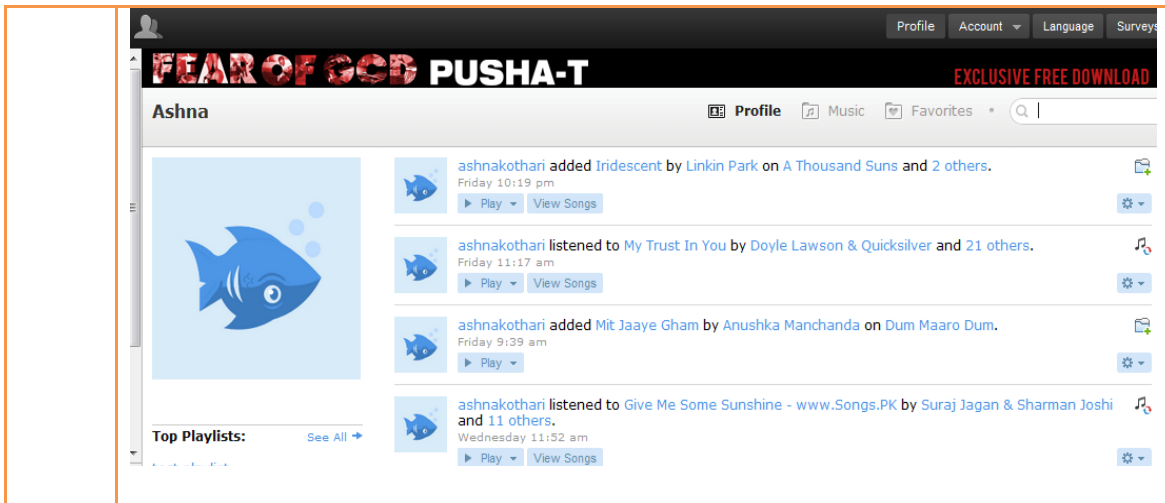 Profile Account Language Surveys
FEAR OF GOD PUSHA-T EXCLUSIVE FREE DOWNLOAD
Ashna Profile Music Favorites
ashnakothari added Iridescent by Linkin Park on A Thousand Suns and 2 others.
Friday 10:19 pm
Play View Songs
ashnakothari listened to My Trust In You by Doyle Lawson & Quicksilver and 21 others.
Friday 11:17 am
Play View Songs
ashnakothari added Mit Jaaye Gham by Anushka Manchanda on Dum Maaro Dum.
Friday 9:39 am
Play
ashnakothari listened to Give Me Some Sunshine - www.Songs.PK by Suraj Jagan & Sharman Joshi
and 11 others.
Wednesday 11:52 am
Play View Songs
Top Playlists: See All